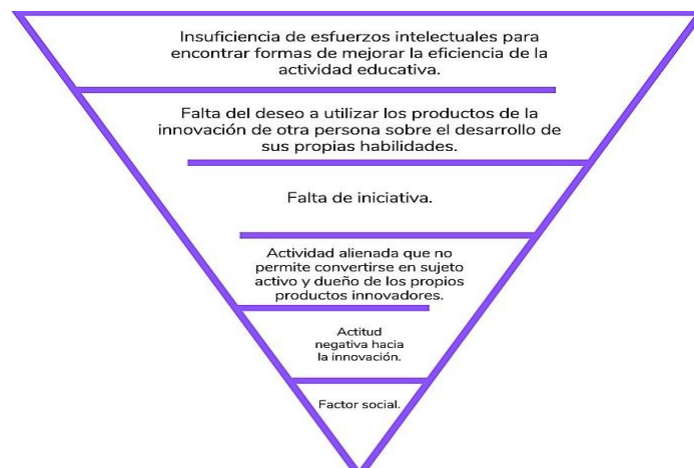 Insuficiencia de esfuerzos intelectuales para
encontrar formas de mejorar la eficiencia de la
actividad educativa.
Falta del deseo a utilizar los productos de la
innovación de otra persona sobre el desarrollo de
sus propias habilidades.
Falta de iniciativa.
Actividad alienada que no
permite convertirse en sujeto
activo y dueño de los propios
productos innovadores.
Actitud
negativa hacia
la innovación.
Factor social.